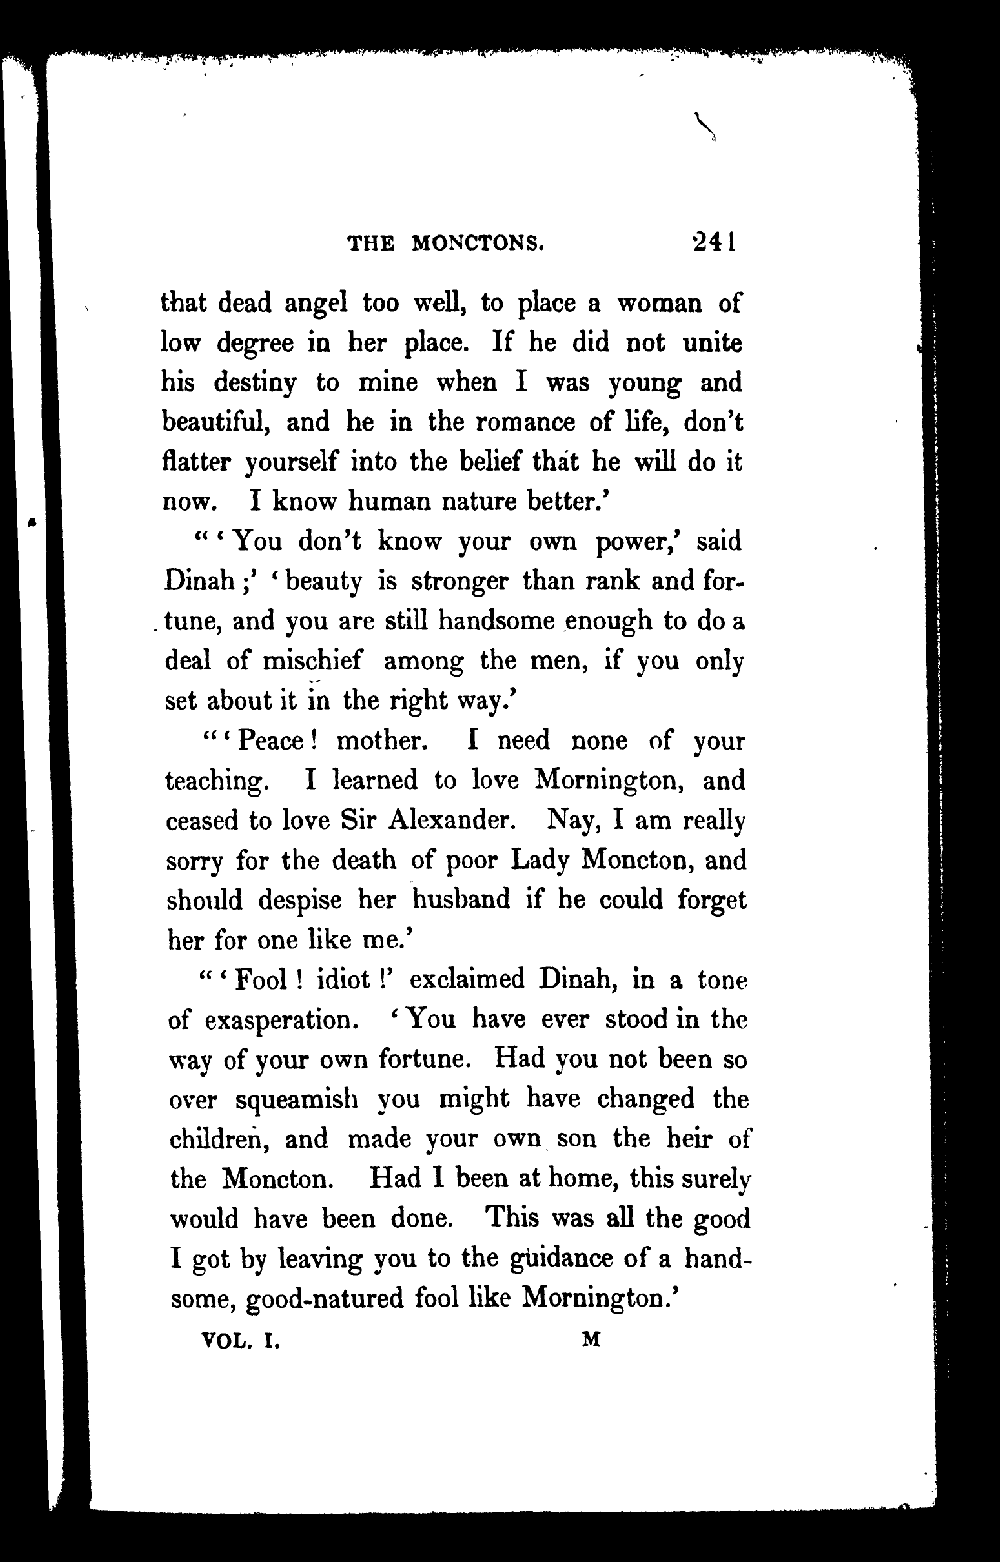 THE MONCTONS. 241
that dead angel too well, to place a woman of
low degree in her place. If he did not unite
his destiny to mine when I was young and
beautiful, and he in the romance of life, don’t
flatter yourself into the belief that he will do it
now. I know human nature better.’
“ ‘ You don’t know your own power,’ said
Dinah ;’ ‘ beauty is stronger than rank and for-
tune, and you are still handsome enough to do a
deal of mischief among the men, if you only
set about it in the right way.’
“ ‘ Peace ! mother. I need none of your
teaching. I learned to love Mornington, and
ceased to love Sir Alexander. Nay, I am really
sorry for the death of poor Lady Moncton, and
should despise her husband if he could forget
her for one like me.’
“ ‘ Fool ! idiot !’ exclaimed Dinah, in a tone
of exasperation. ‘ You have ever stood in the
way of your own fortune. Had you not been so
over squeamish you might have changed the
children, and made your own son the heir of
the Moncton. Had I been at home, this surely
would have been done. This was all the good
I got by leaving you to the guidance of a hand-
some, good-natured fool like Mornington.’
VOL. I. M